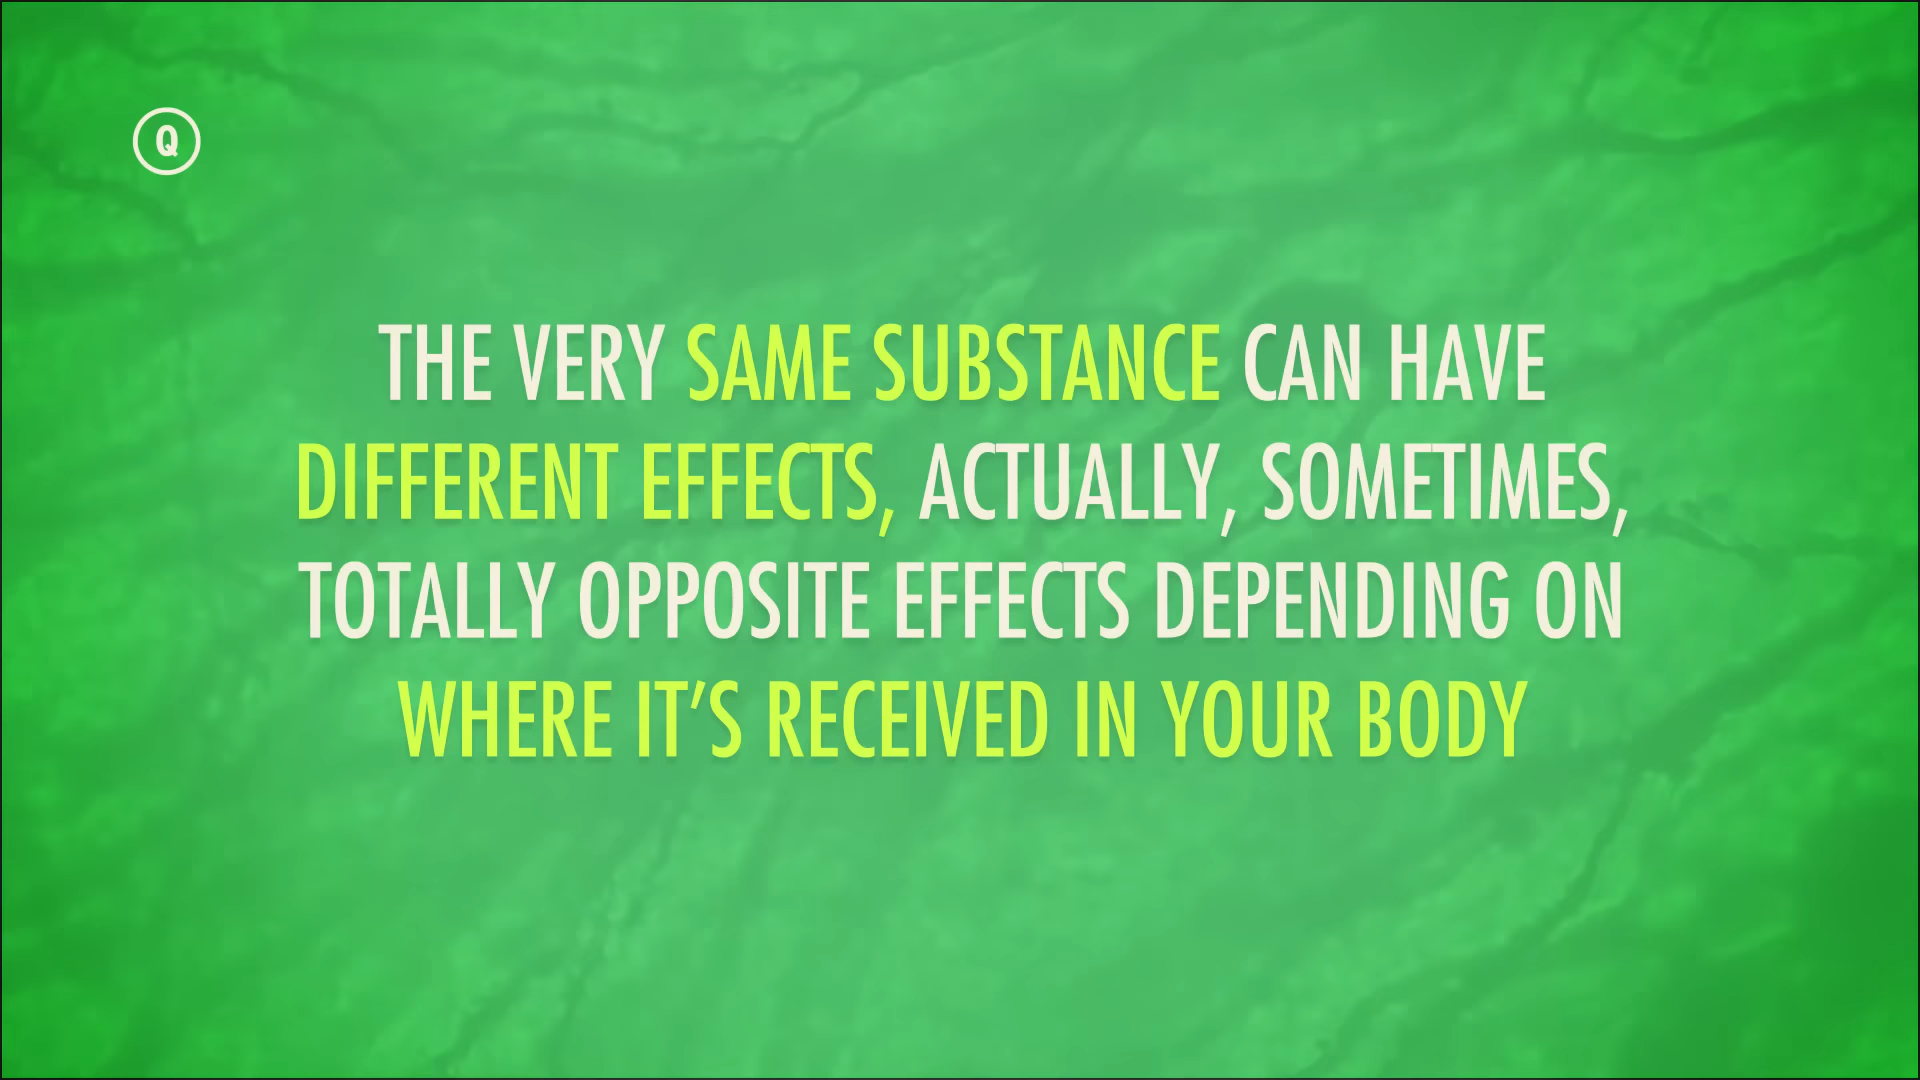 Q
THE VERY SAME SUBSTANCE CAN HAVE
DIFFERENT EFFECTS, ACTUALLY, SOMETIMES,
TOTALLY OPPOSITE EFFECTS DEPENDING ON
WHERE IT’S RECEIVED IN YOUR BODY